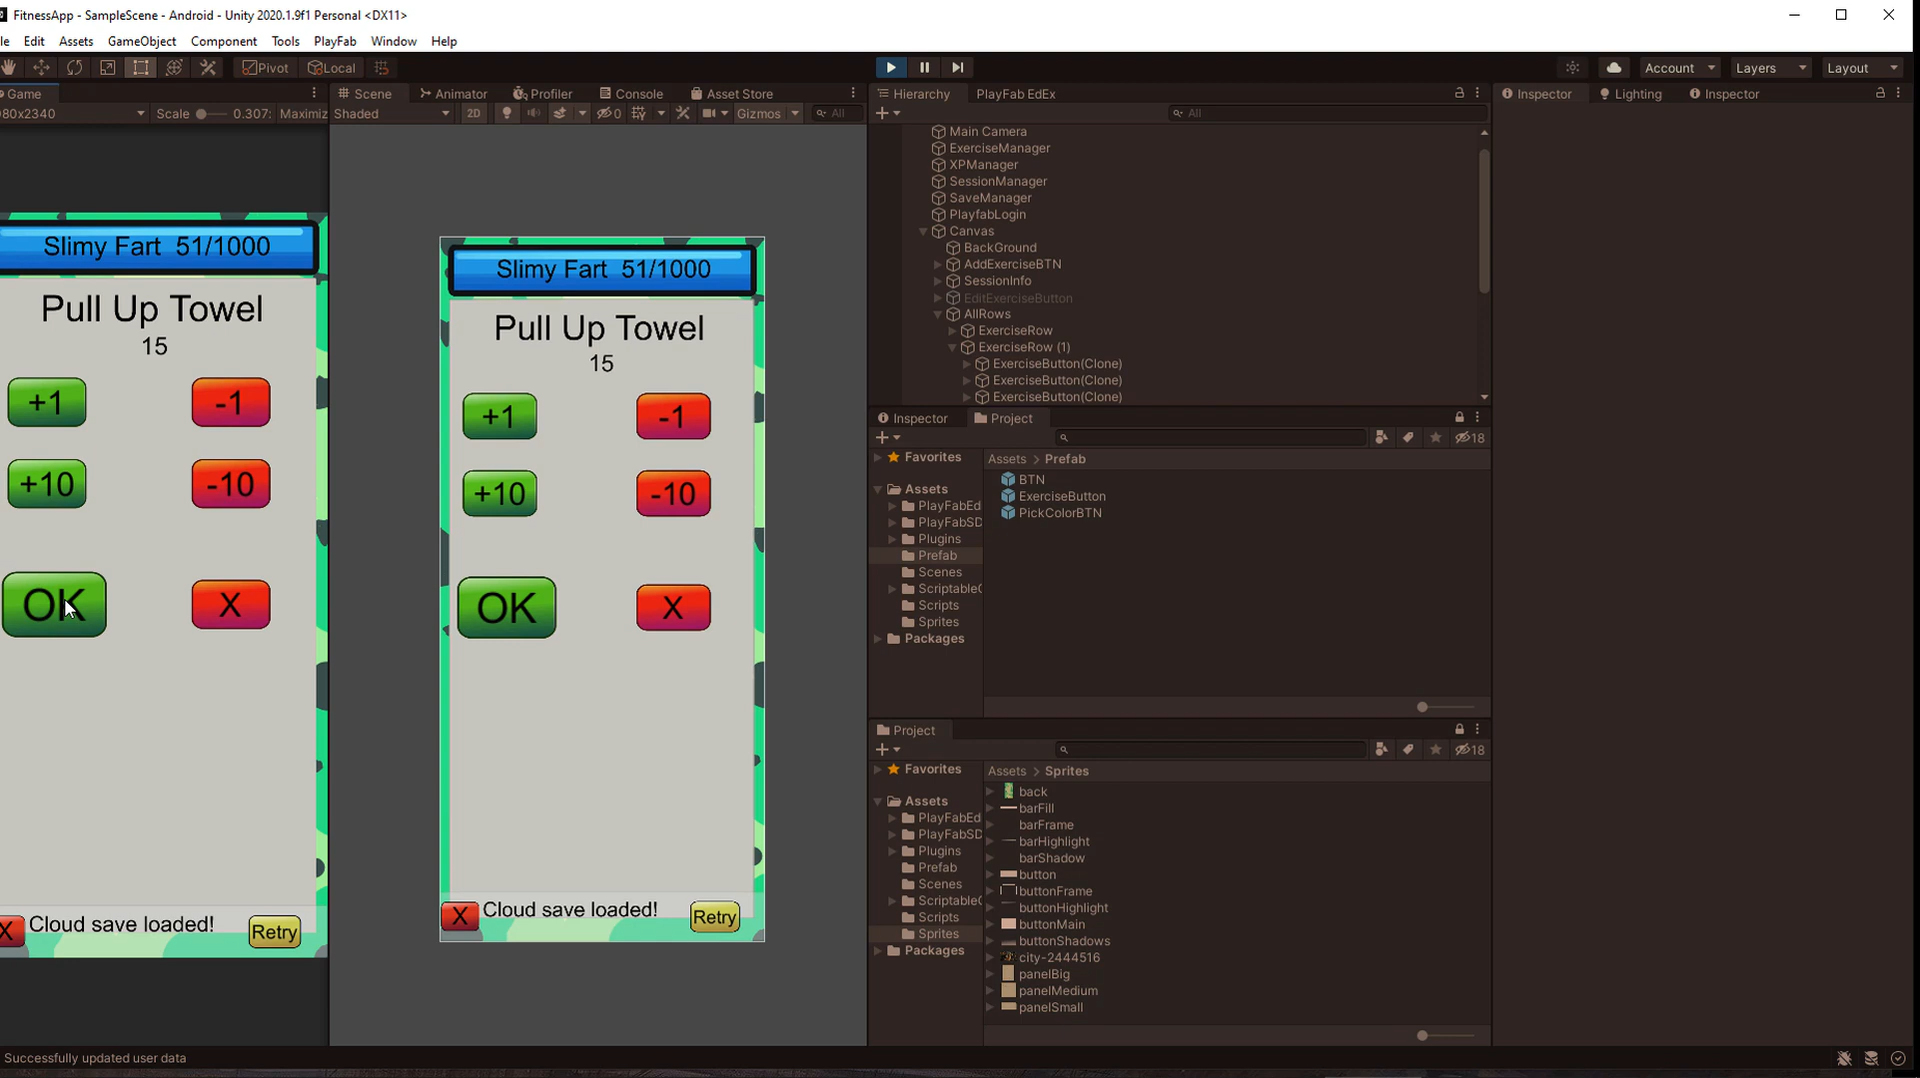 FitnessApp - SampleScene - Android - Unity 2020.1.9f1 Personal <DX11>
le Edit Assets GameObject Component Tools PlayFab Window Help
Pivot Local Account Layers Layout
Game
80x2340 Scale 0.307: Maximiz
Scene Animator Profiler Console Asset Store
Shaded 2D 0 Gizmos All
Slimy Fart 51/1000
Pull Up Towel
15
+1 -1
+10 -10
OK X
X Cloud save loaded! Retry
Slimy Fart 51/1000
Pull Up Towel
15
+1 -1
+10 -10
OK X
X Cloud save loaded! Retry
Hierarchy PlayFab EdEx
All
Main Camera
ExerciseManager
XPManager
SessionManager
SaveManager
PlayfabLogin
Canvas
BackGround
AddExerciseBTN
SessionInfo
EditExerciseButton
AllRows
ExerciseRow
ExerciseRow (1)
ExerciseButton(Clone)
ExerciseButton(Clone)
ExerciseButton(Clone)
Inspector Project
18
Favorites
Assets
PlayFabEd
PlayFabSD
Plugins
Prefab
Scenes
Scriptable
Scripts
Sprites
Packages
Assets > Prefab
BTN
ExerciseButton
PickColorBTN
Project
18
Favorites
Assets
PlayFabEd
PlayFabSD
Plugins
Prefab
Scenes
Scriptable
Scripts
Sprites
Packages
Assets > Sprites
back
barFill
barFrame
barHighlight
barShadow
button
buttonFrame
buttonHighlight
buttonMain
buttonShadows
city-2444516
panelBig
panelMedium
panelSmall
Inspector Lighting Inspector
Successfully updated user data